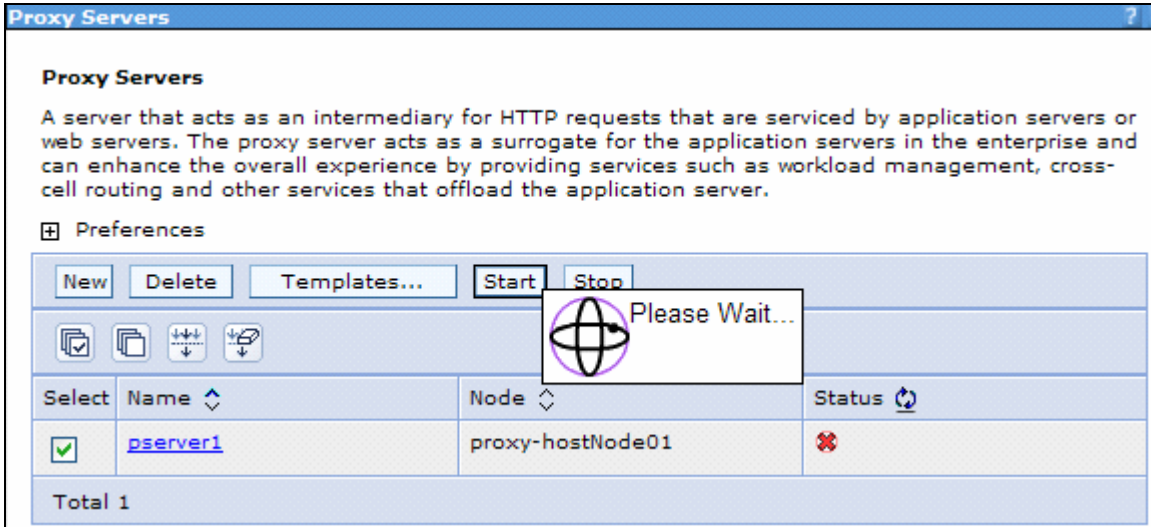 Proxy Servers ?
Proxy Servers
A server that acts as an intermediary for HTTP requests that are serviced by application servers or
web servers. The proxy server acts as a surrogate for the application servers in the enterprise and
can enhance the overall experience by providing services such as workload management, cross-
cell routing and other services that offload the application server.
Preferences
New Delete Templates... Start Stop
Please Wait...
Select Name Node Status
pserver1 proxy-hostNode01
Total 1